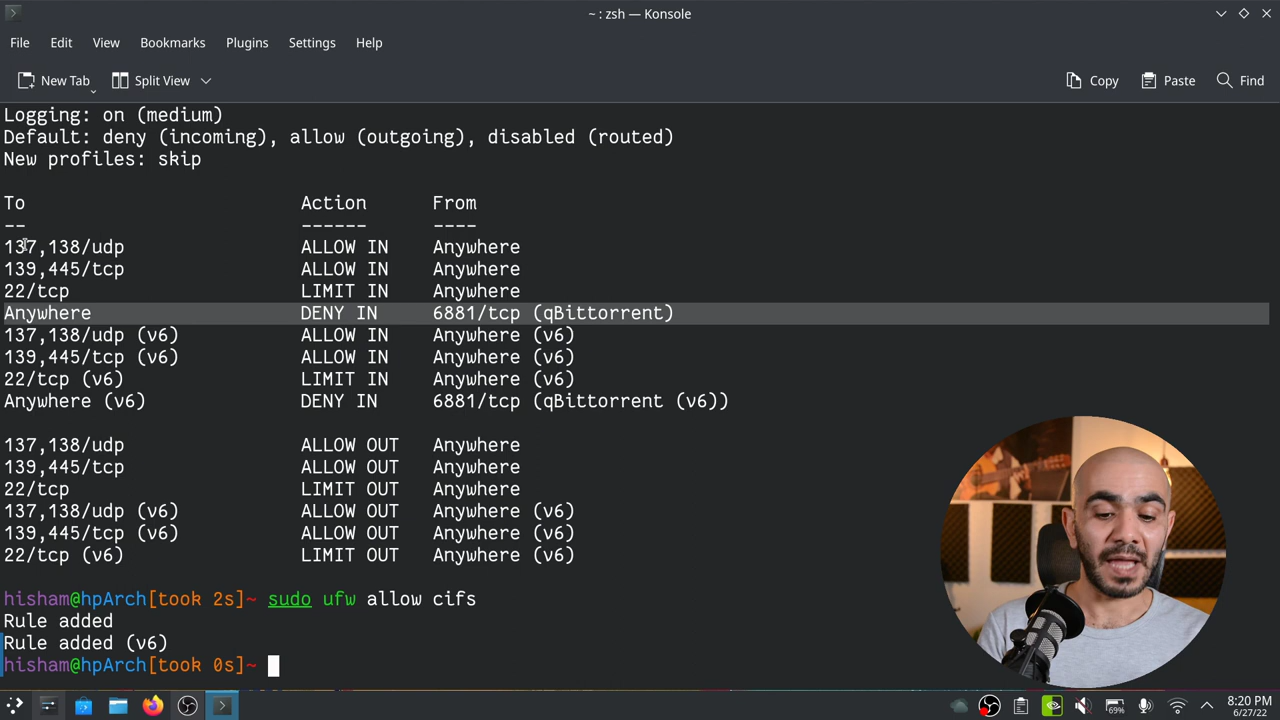 ~ : zsh — Konsole
File Edit View Bookmarks Plugins Settings Help
New Tab Split View Copy Paste Find
Logging: on (medium)
Default: deny (incoming), allow (outgoing), disabled (routed)
New profiles: skip
To Action From
-- ------ ----
137,138/udp ALLOW IN Anywhere
139,445/tcp ALLOW IN Anywhere
22/tcp LIMIT IN Anywhere
Anywhere DENY IN 6881/tcp (qBittorrent)
137,138/udp (v6) ALLOW IN Anywhere (v6)
139,445/tcp (v6) ALLOW IN Anywhere (v6)
22/tcp (v6) LIMIT IN Anywhere (v6)
Anywhere (v6) DENY IN 6881/tcp (qBittorrent (v6))
137,138/udp ALLOW OUT Anywhere
139,445/tcp ALLOW OUT Anywhere
22/tcp LIMIT OUT Anywhere
137,138/udp (v6) ALLOW OUT Anywhere (v6)
139,445/tcp (v6) ALLOW OUT Anywhere (v6)
22/tcp (v6) LIMIT OUT Anywhere (v6)
hisham@hpArch[took 2s]~ sudo ufw allow cifs
Rule added
Rule added (v6)
hisham@hpArch[took 0s]~
69%
8:20 PM
6/27/22